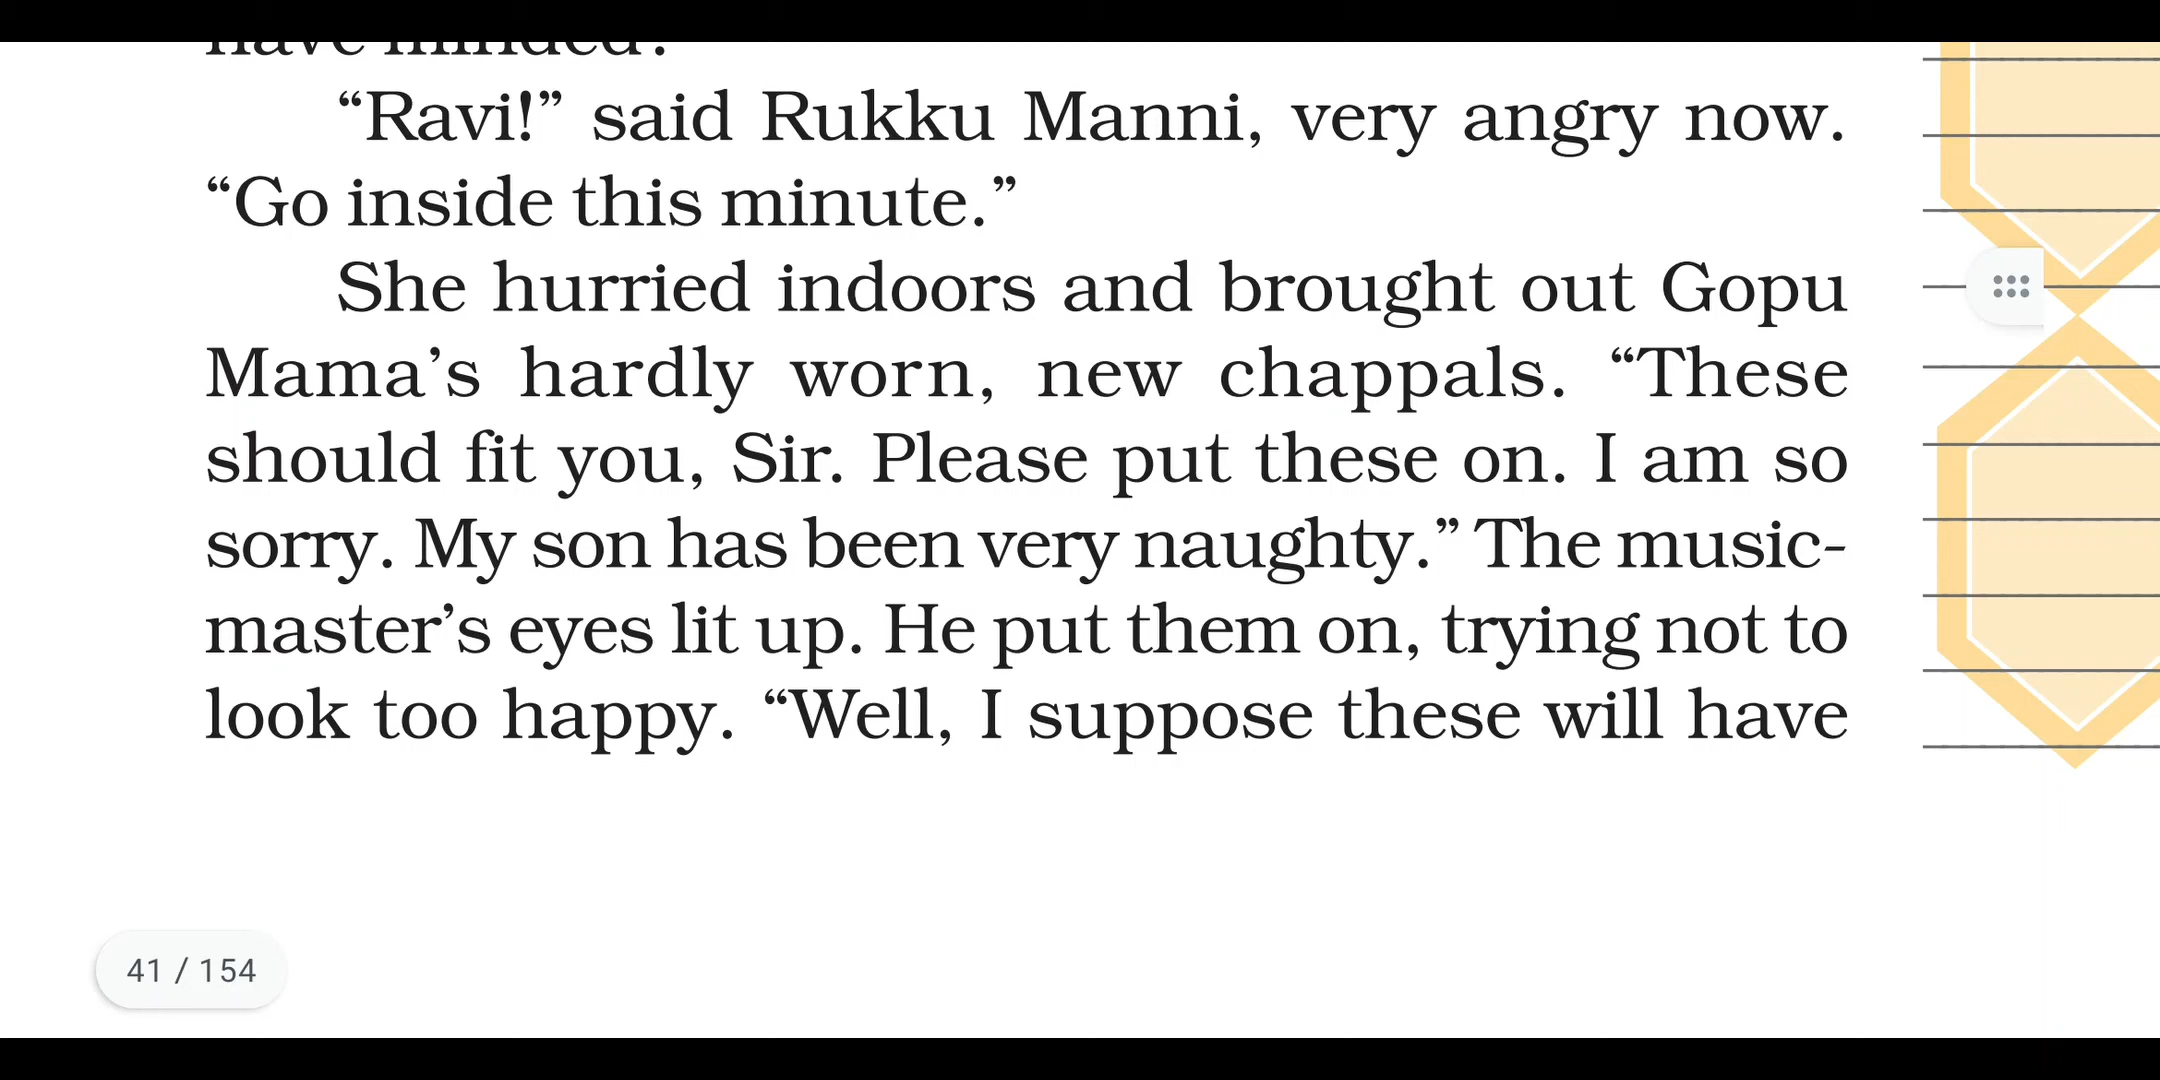 have minded?
“Ravi!” said Rukku Manni, very angry now.
“Go inside this minute.”
She hurried indoors and brought out Gopu
Mama’s hardly worn, new chappals. “These
should fit you, Sir. Please put these on. I am so
sorry. My son has been very naughty.” The music-
master’s eyes lit up. He put them on, trying not to
look too happy. “Well, I suppose these will have
41 / 154